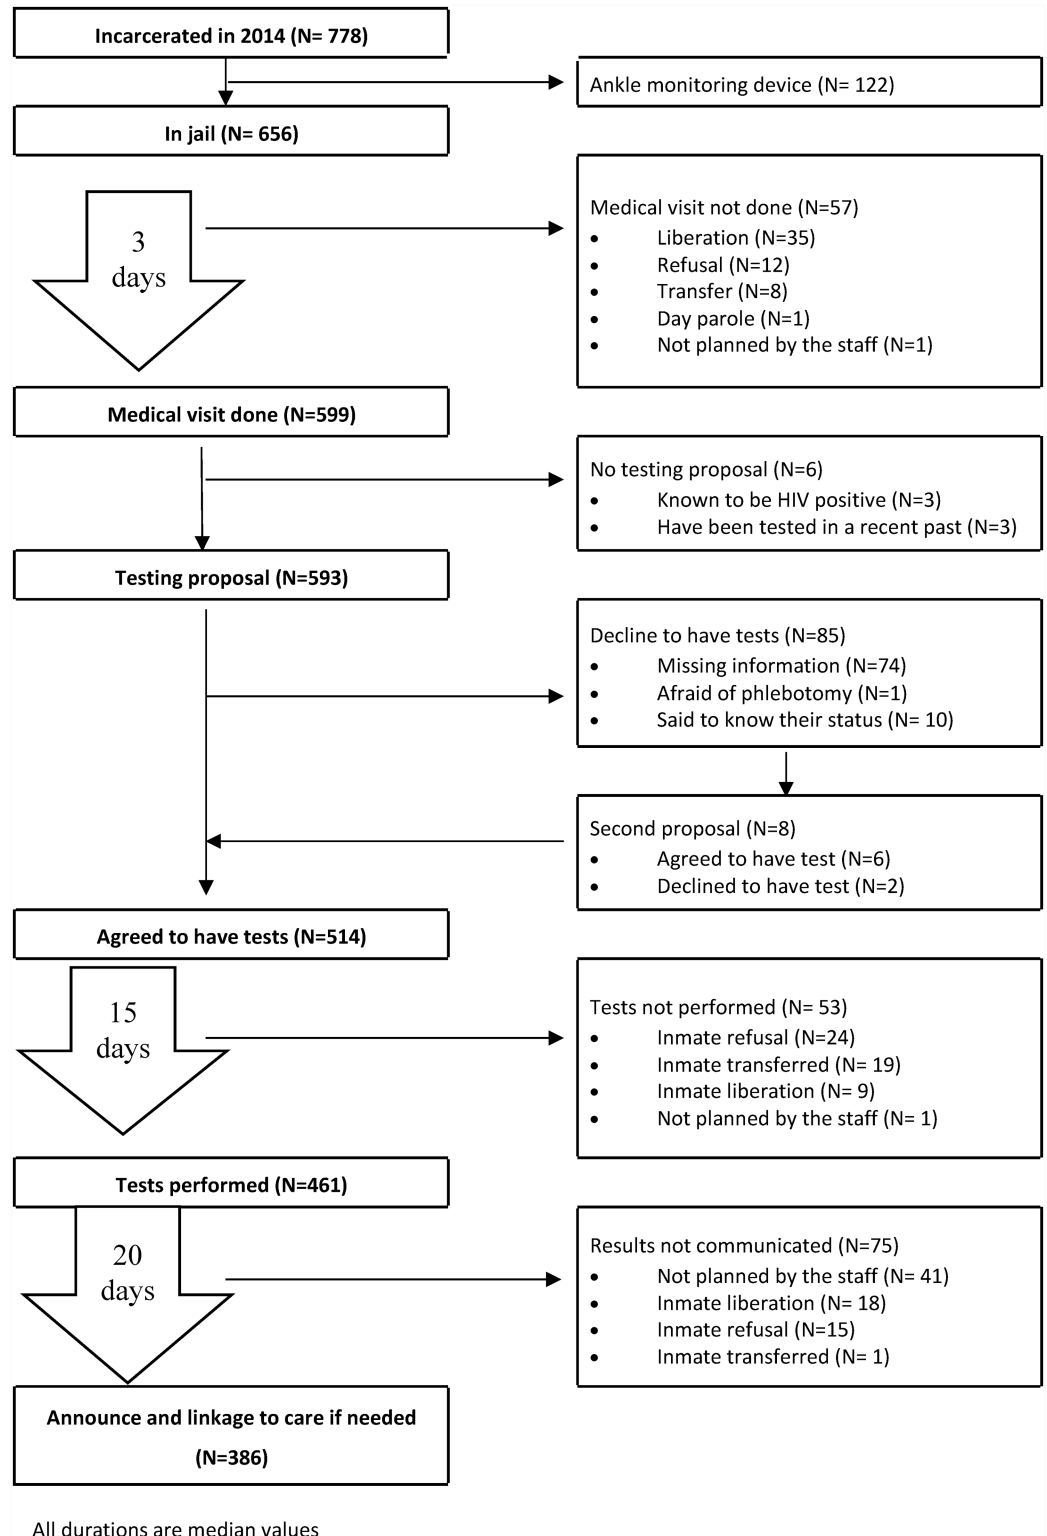 Incarcerated in 2014 (N= 778)
Ankle monitoring device (N= 122)
In jail (N= 656)
3
days
Medical visit not done (N=57)
• Liberation (N=35)
• Refusal (N=12)
• Transfer (N=8)
• Day parole (N=1)
• Not planned by the staff (N=1)
Medical visit done (N=599)
No testing proposal (N=6)
• Known to be HIV positive (N=3)
• Have been tested in a recent past (N=3)
Testing proposal (N=593)
Decline to have tests (N=85)
• Missing information (N=74)
• Afraid of phlebotomy (N=1)
• Said to know their status (N= 10)
Second proposal (N=8)
• Agreed to have test (N=6)
• Declined to have test (N=2)
Agreed to have tests (N=514)
15
days
Tests not performed (N= 53)
• Inmate refusal (N=24)
• Inmate transferred (N= 19)
• Inmate liberation (N= 9)
• Not planned by the staff (N= 1)
Tests performed (N=461)
20
days
Results not communicated (N=75)
• Not planned by the staff (N= 41)
• Inmate liberation (N= 18)
• Inmate refusal (N=15)
• Inmate transferred (N= 1)
Announce and linkage to care if needed
(N=386)
All durations are median values